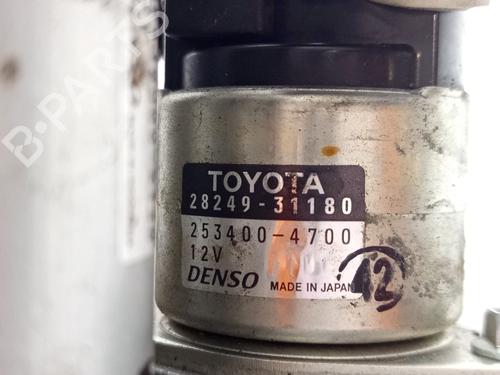 B-PARTS
TOYOTA
28249-31180
253400-4700
12V
DENSO MADE IN JAPAN
12